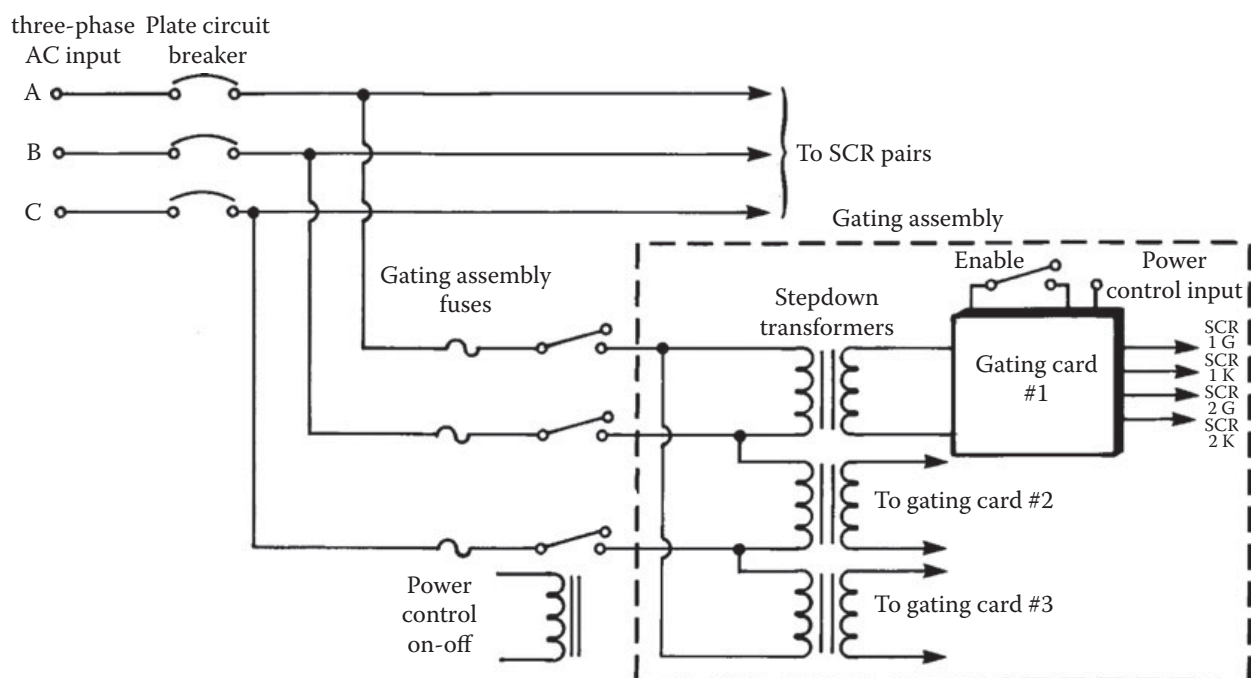 three-phase
AC input
Plate circuit
breaker
A
B
C
To SCR pairs
Gating assembly
Gating assembly
fuses
Stepdown
transformers
Enable
Power
control input
Gating card
#1
SCR
1 G
SCR
1 K
SCR
2 G
SCR
2 K
To gating card #2
To gating card #3
Power
control
on-off